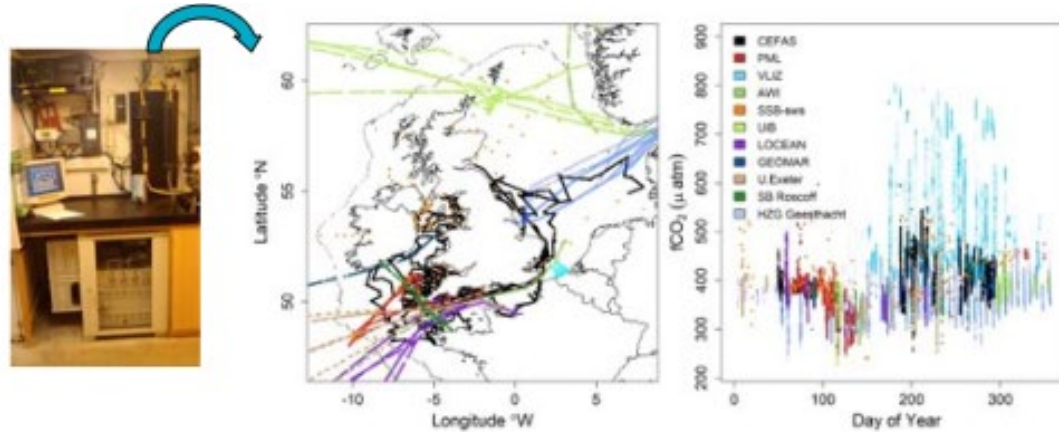 Latitude °N
60
55
50
-10
-5
0
5
Longitude °W
fCO2 (μ atm)
900
800
700
600
500
400
300
200
CEFAS
PML
VLIZ
AWI
SSB-sws
UiB
LOCEAN
GEOMAR
U.Exeter
SB Roscoff
HZG Geesthacht
0
100
200
300
Day of Year